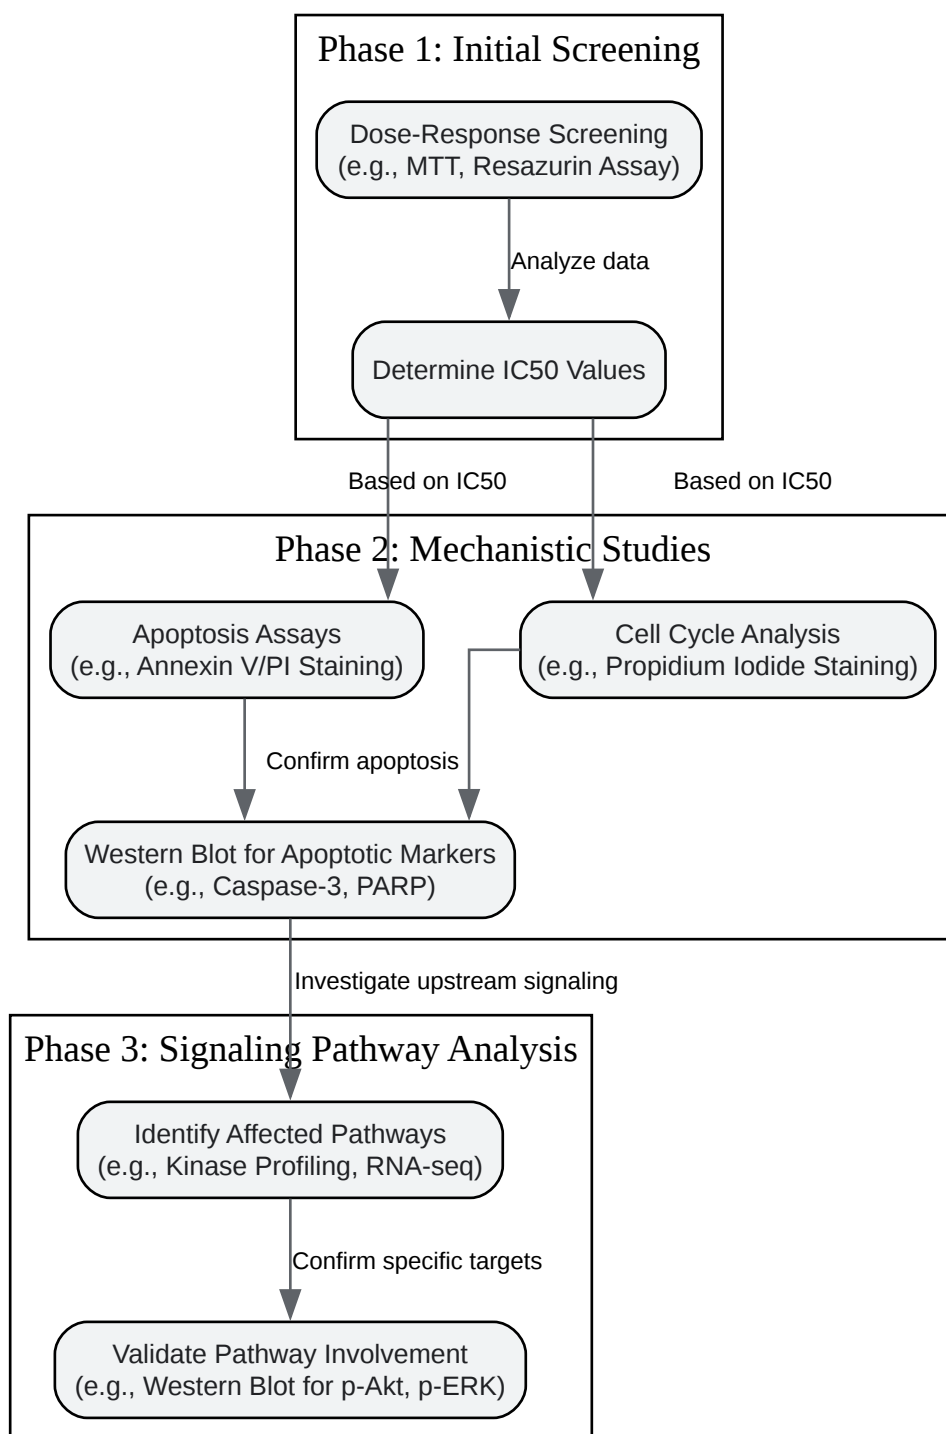 Phase 1: Initial Screening
Dose-Response Screening
(e.g., MTT, Resazurin Assay)
Analyze data
Determine IC50 Values
Based on IC50
Based on IC50
Phase 2: Mechanistic Studies
Apoptosis Assays
(e.g., Annexin V/PI Staining)
Cell Cycle Analysis
(e.g., Propidium Iodide Staining)
Confirm apoptosis
Western Blot for Apoptotic Markers
(e.g., Caspase-3, PARP)
Investigate upstream signaling
Phase 3: Signaling Pathway Analysis
Identify Affected Pathways
(e.g., Kinase Profiling, RNA-seq)
Confirm specific targets
Validate Pathway Involvement
(e.g., Western Blot for p-Akt, p-ERK)